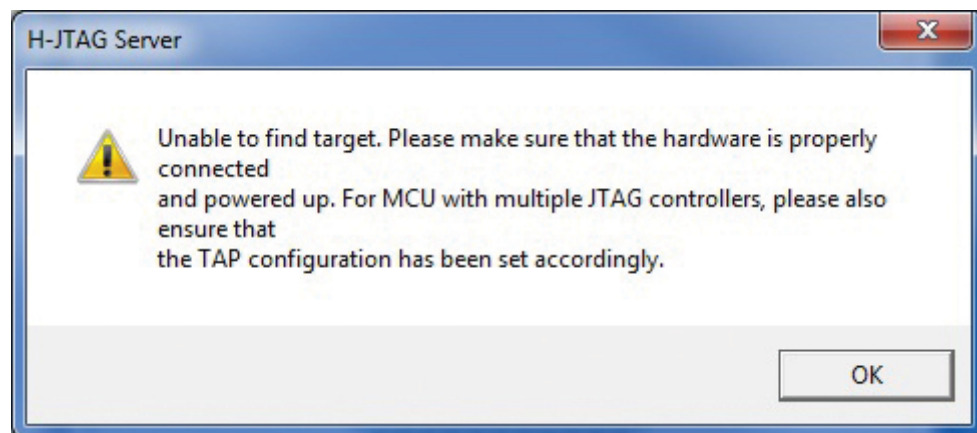 H-JTAG Server
Unable to find target. Please make sure that the hardware is properly
connected
and powered up. For MCU with multiple JTAG controllers, please also
ensure that
the TAP configuration has been set accordingly.
OK